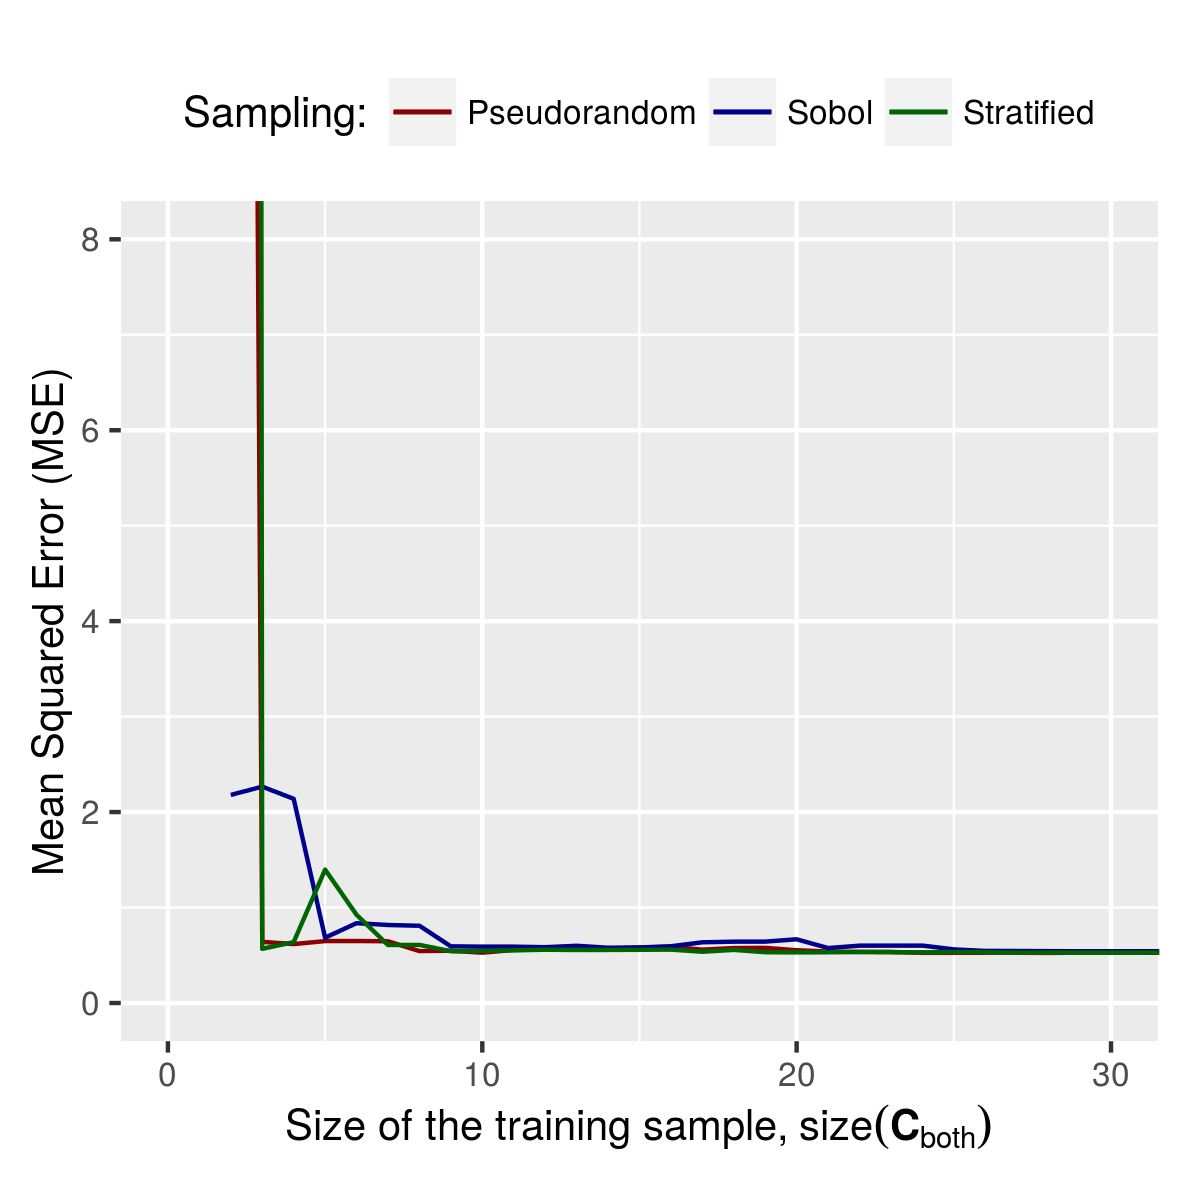 Sampling: Pseudorandom Sobol Stratified
8
6
4
2
0
Mean Squared Error (MSE)
0 10 20 30
Size of the training sample, size(C_both)